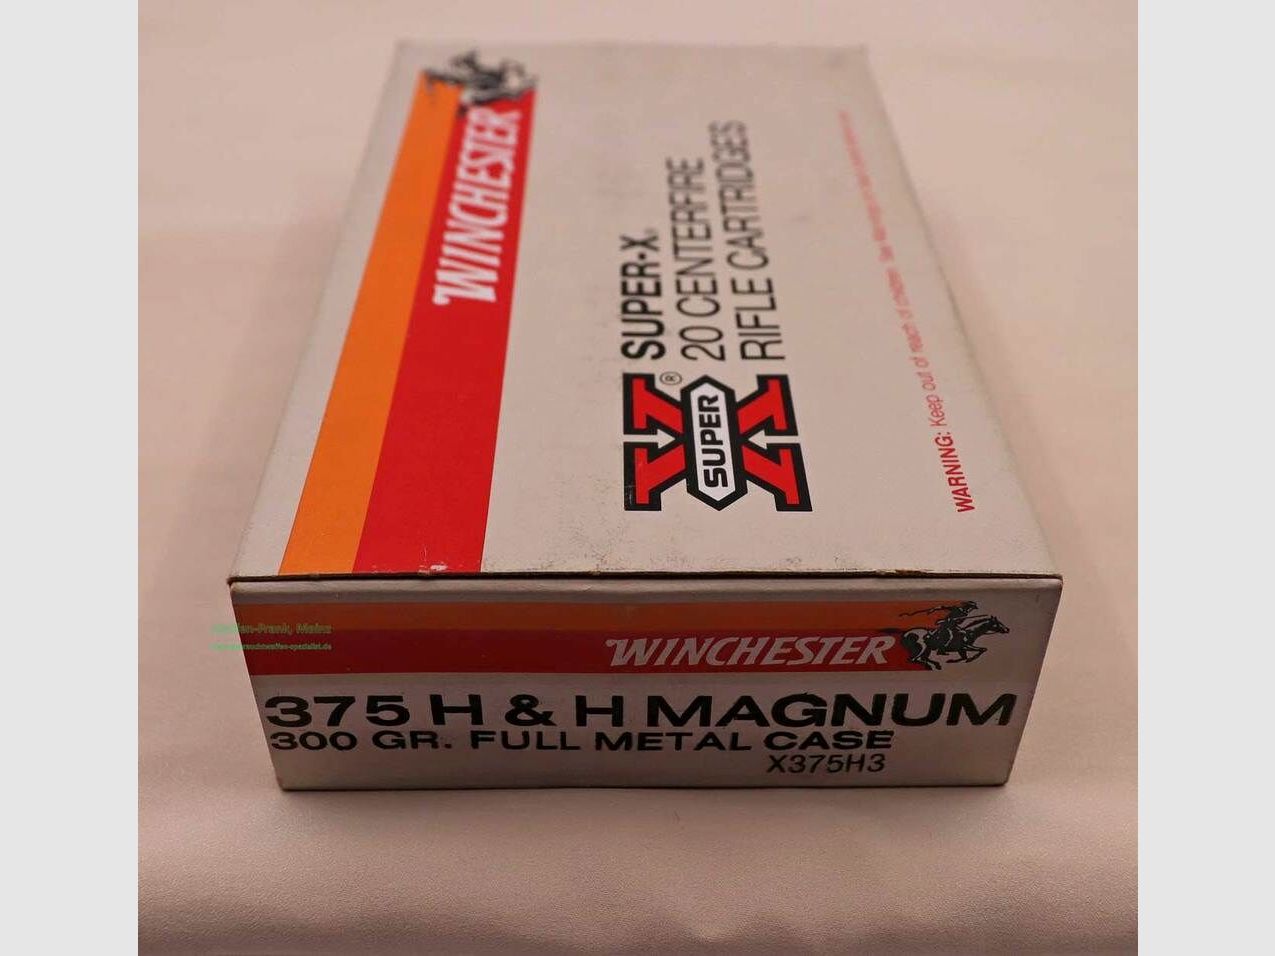 WINCHESTER
SUPER-X®
20 CENTERFIRE
RIFLE CARTRIDGES
SUPER
WARNING: Keep out of reach of children.
WINCHESTER
375 H & H MAGNUM
300 GR. FULL METAL CASE
X375H3